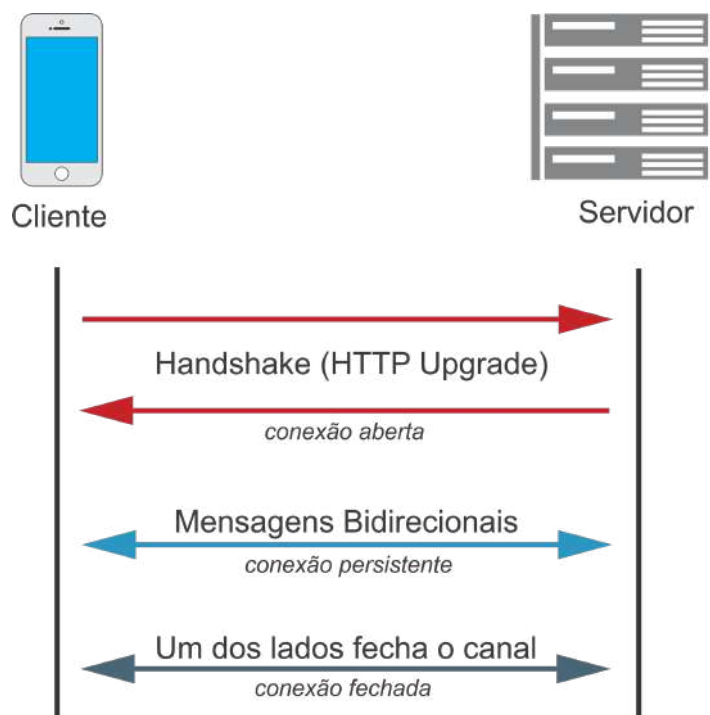 Cliente
Servidor
Handshake (HTTP Upgrade)
conexão aberta
Mensagens Bidirecionais
conexão persistente
Um dos lados fecha o canal
conexão fechada